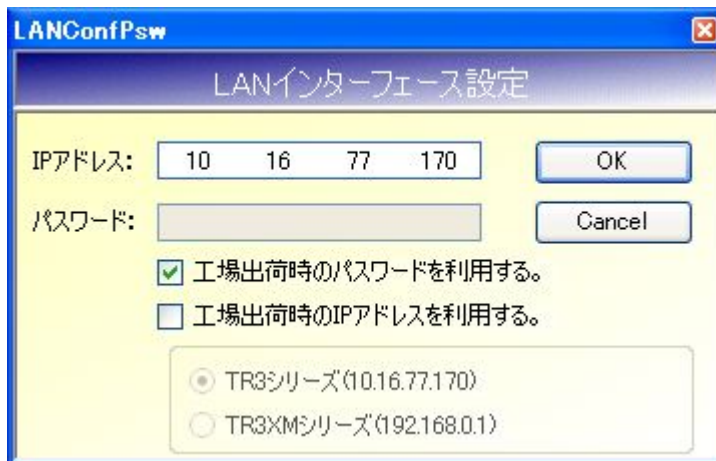 LANConfPsw
LANインターフェース設定
IPアドレス: 10 16 77 170 OK
パスワード: Cancel
工場出荷時のパスワードを利用する。
工場出荷時のIPアドレスを利用する。
TR3シリーズ(10.16.77.170)
TR3XMシリーズ(192.168.0.1)